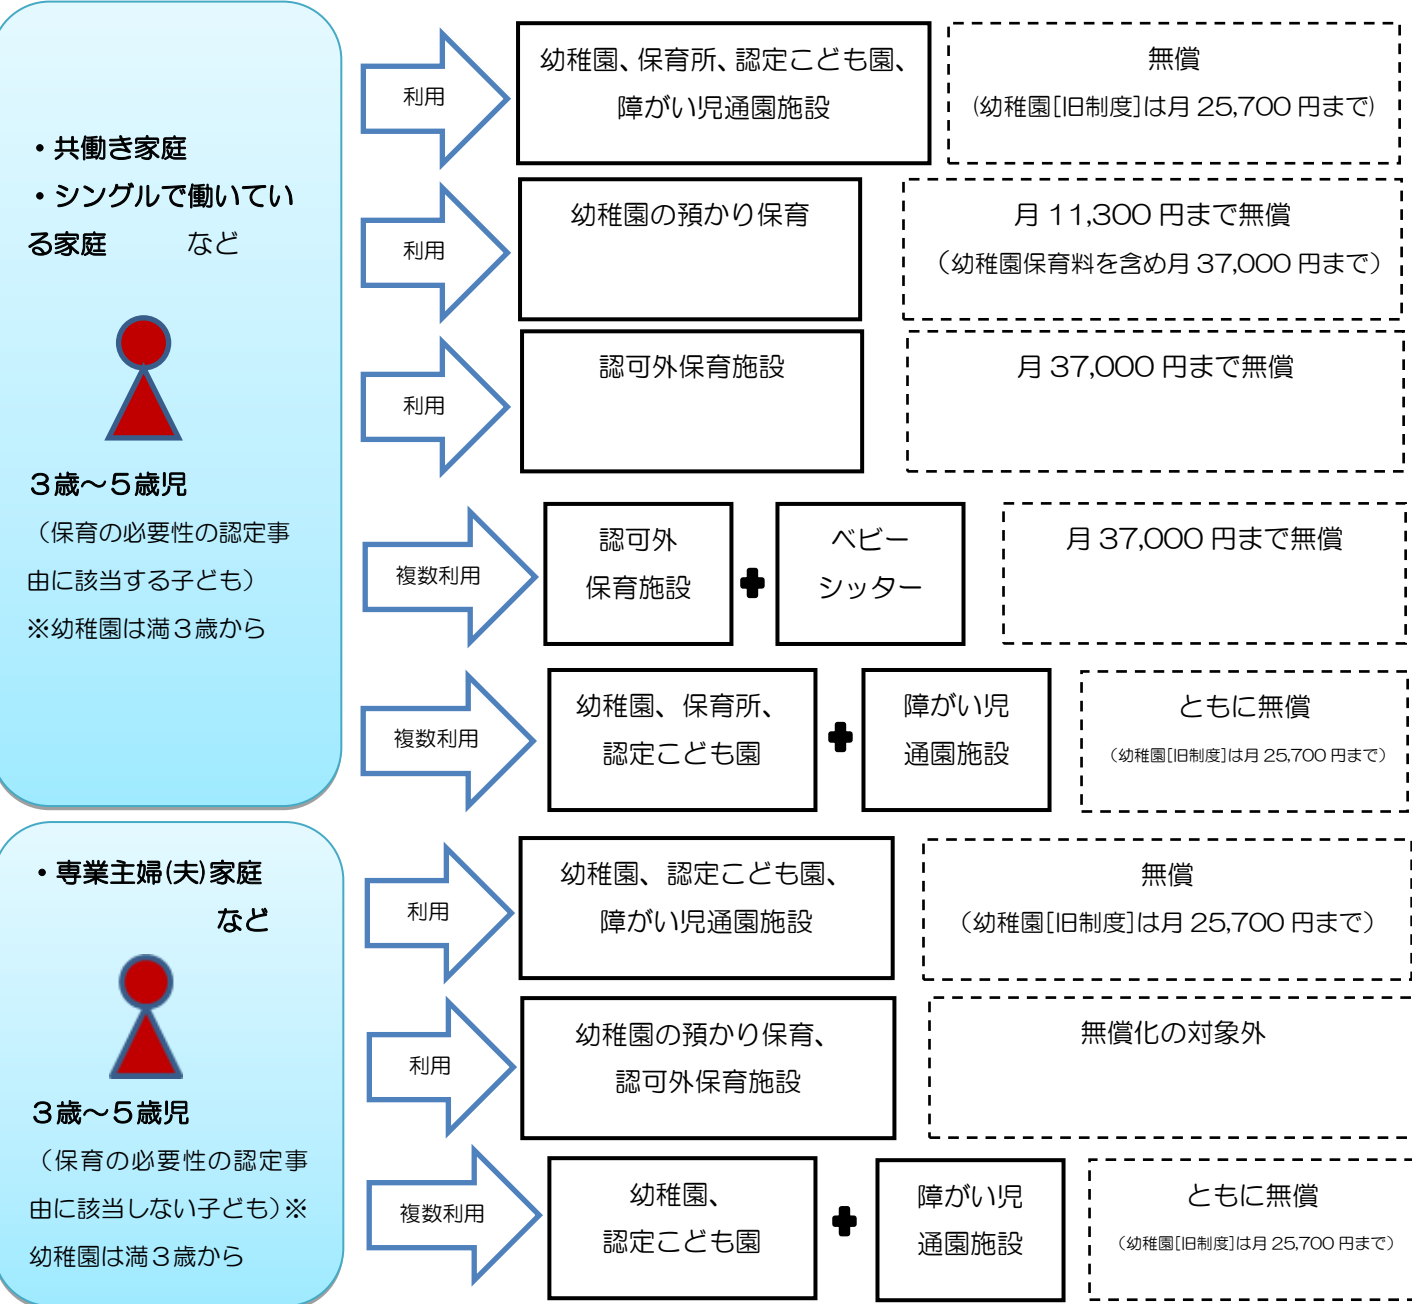 ・共働き家庭
・シングルで働いてい
る家庭　　　など
３歳～５歳児
（保育の必要性の認定事
由に該当する子ども）
※幼稚園は満３歳から
利用
幼稚園、保育所、認定こども園、
障がい児通園施設
無償
(幼稚園[旧制度]は月 25,700 円まで)
利用
幼稚園の預かり保育
月 11,300 円まで無償
（幼稚園保育料を含め月 37,000 円まで）
利用
認可外保育施設
月 37,000 円まで無償
複数利用
認可外
保育施設
ベビー
シッター
月 37,000 円まで無償
複数利用
幼稚園、保育所、
認定こども園
障がい児
通園施設
ともに無償
（幼稚園[旧制度]は月 25,700 円まで）
・専業主婦(夫)家庭
など
３歳～５歳児
（保育の必要性の認定事
由に該当しない子ども）※
幼稚園は満３歳から
利用
幼稚園、認定こども園、
障がい児通園施設
無償
（幼稚園[旧制度]は月 25,700 円まで）
利用
幼稚園の預かり保育、
認可外保育施設
無償化の対象外
複数利用
幼稚園、
認定こども園
障がい児
通園施設
ともに無償
（幼稚園[旧制度]は月 25,700 円まで）